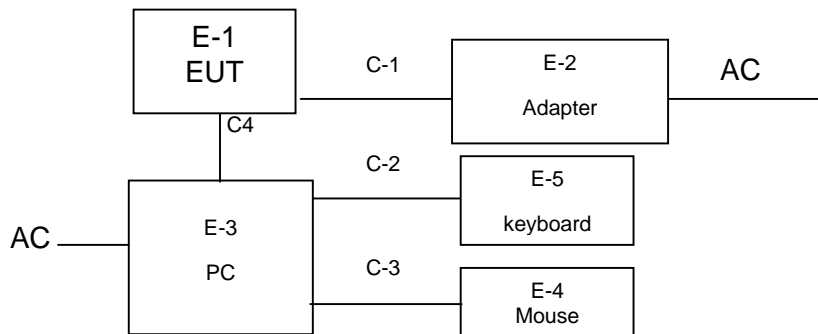 E-1
EUT
C-1
E-2
Adapter
AC
C4
C-2
E-5
keyboard
AC
E-3
PC
C-3
E-4
Mouse